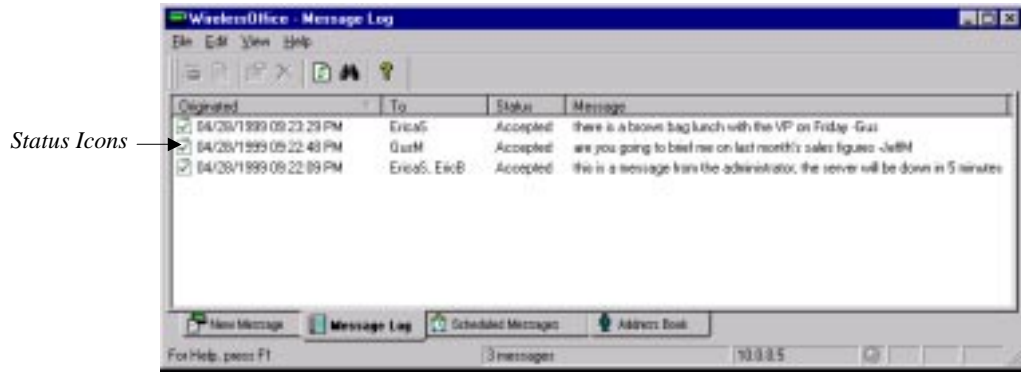 WirelessOffice - Message Log
File Edit View Help
Originated To Status Message
04/28/1999 09:23:29 PM EricaS Accepted there is a brown bag lunch with the VP on Friday -Gus
Status Icons
04/28/1999 09:22:48 PM GusM Accepted are you going to brief me on last month's sales figures -JeffM
04/28/1999 09:22:09 PM EricaS, EricB Accepted this is a message from the administrator, the server will be down in 5 minutes
New Message Message Log Scheduled Messages Address Book
For Help, press F1 3 messages 10.0.0.5